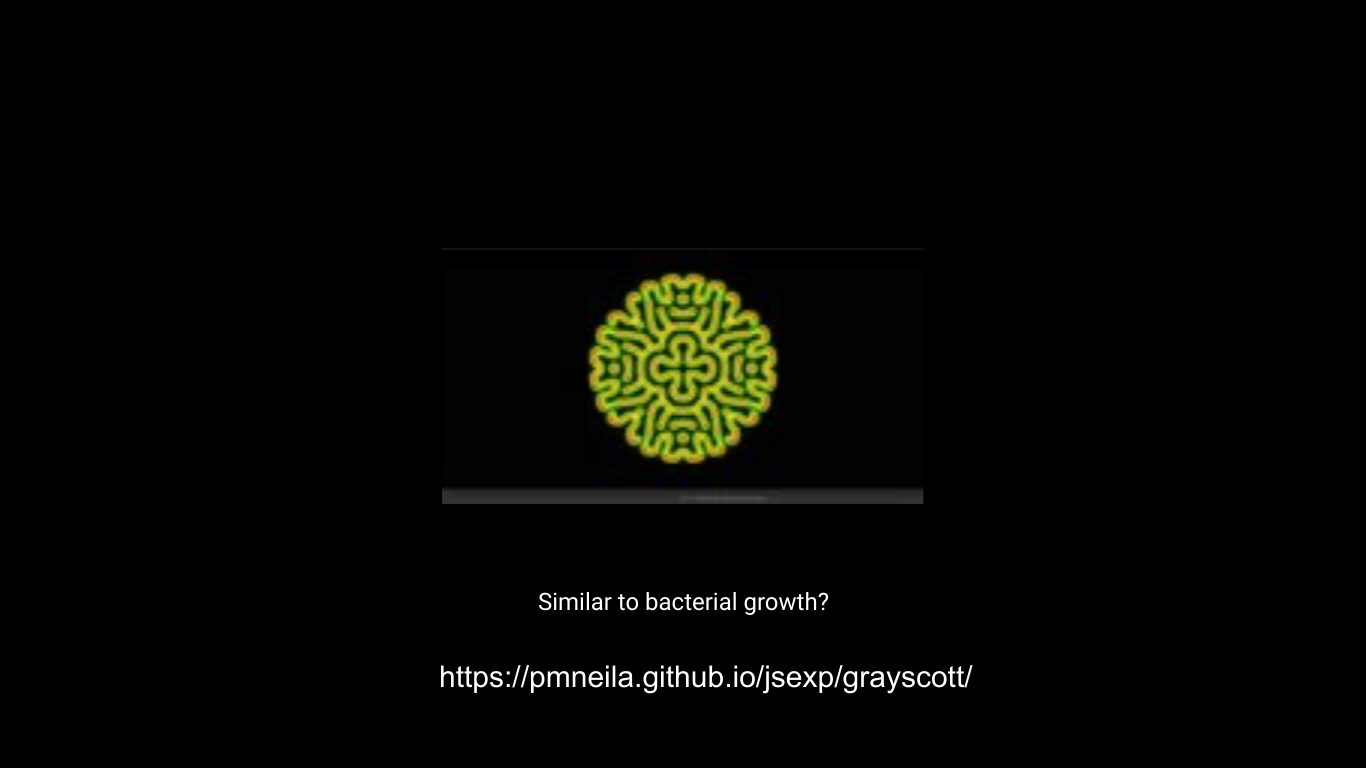 Similar to bacterial growth?
https://pmneila.github.io/jsexp/grayscott/